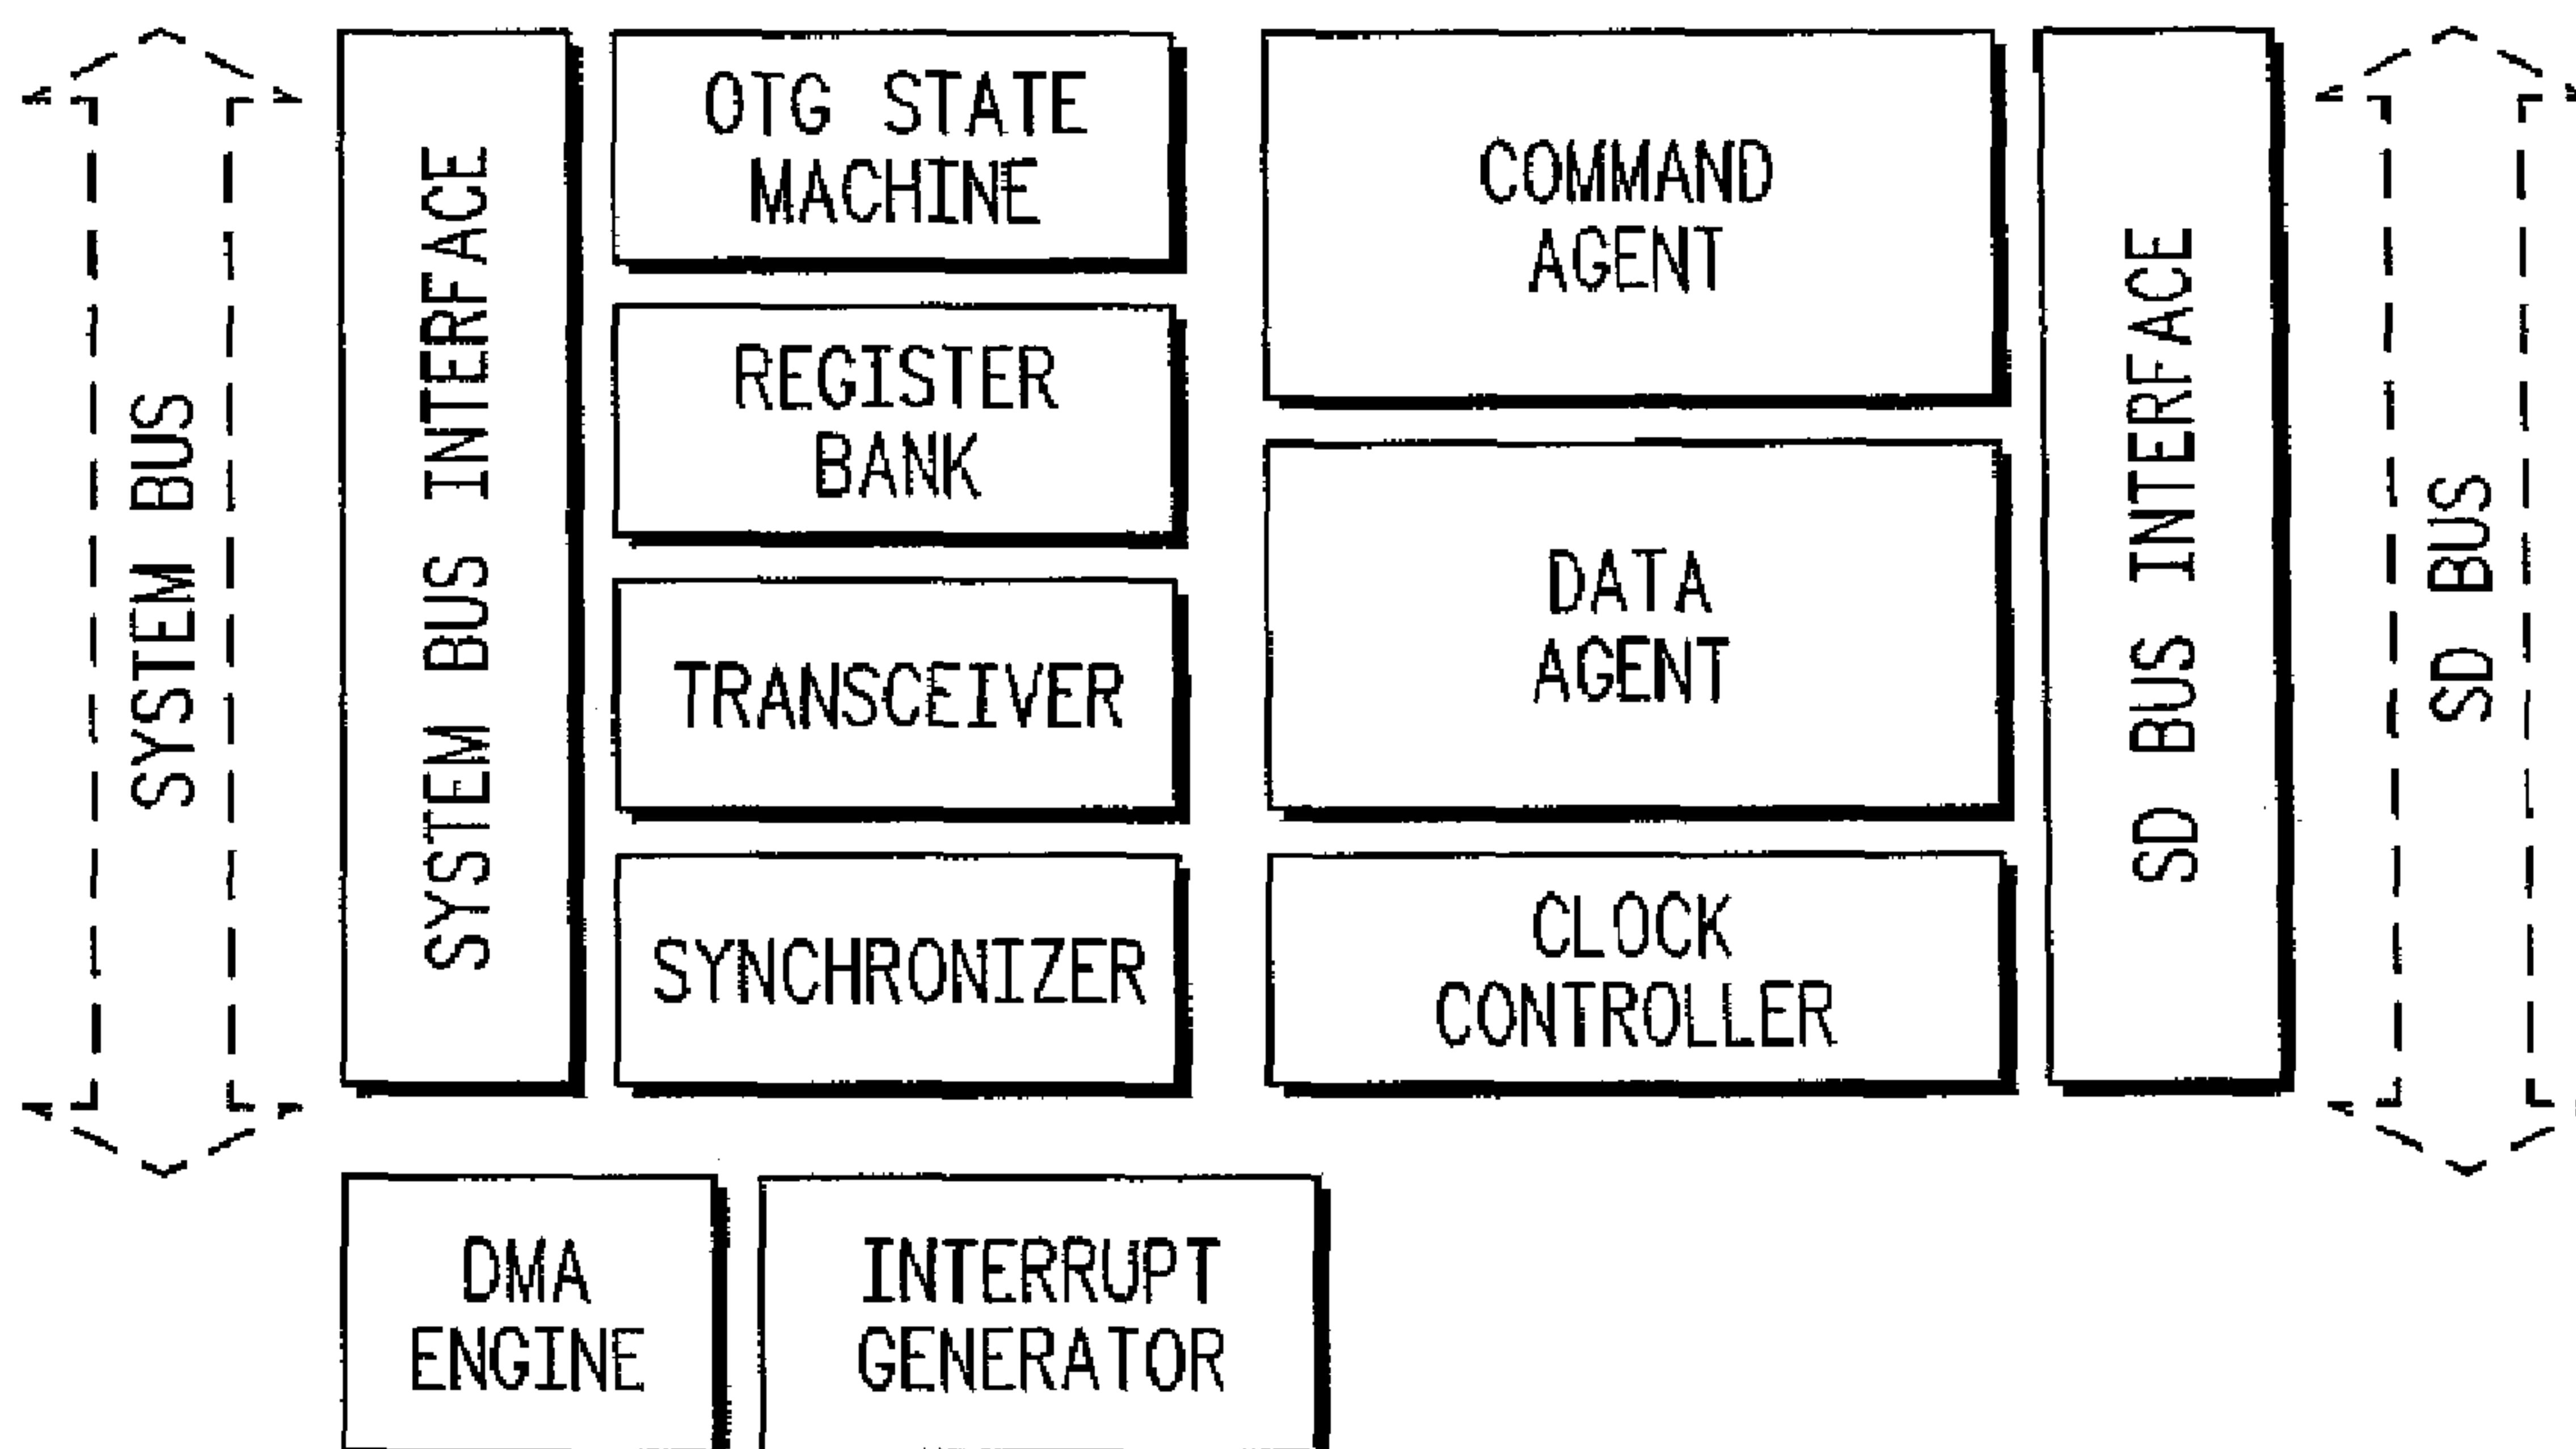 SYSTEM BUS
SYSTEM BUS INTERFACE
OTG STATE
MACHINE
REGISTER
BANK
TRANSCEIVER
SYNCHRONIZER
COMMAND
AGENT
DATA
AGENT
CLOCK
CONTROLLER
SD BUS INTERFACE
SD BUS
DMA
ENGINE
INTERRUPT
GENERATOR